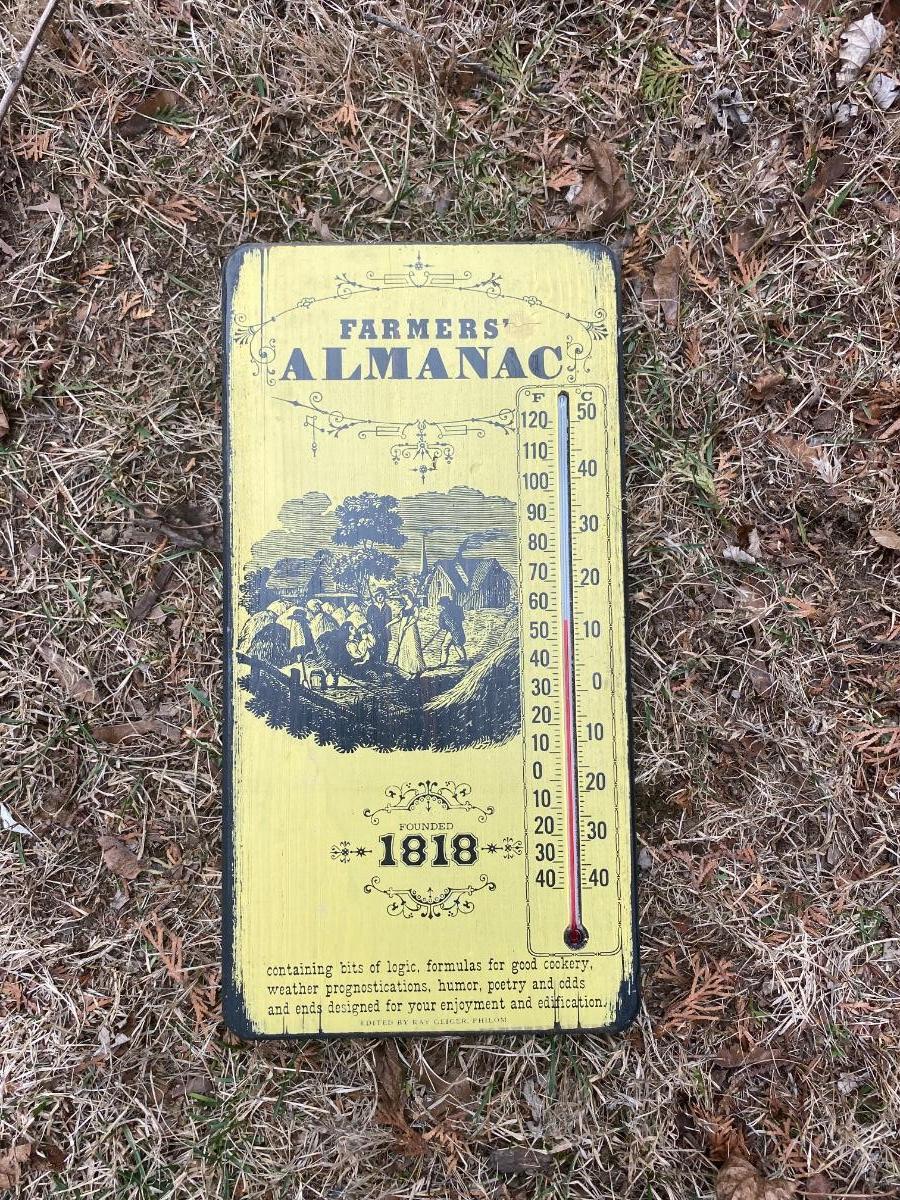 FARMERS'
ALMANAC
F C
120 50
110
100 40
90
80 30
70 20
60
50 10
40
30 0
20
10 10
0 20
10
20 30
30
40 40
FOUNDED
1818
containing bits of logic, formulas for good cookery,
weather prognostications, humor, poetry and odds
and ends designed for your enjoyment and edification.
EDITED BY RAY GEIGER, PHILOM